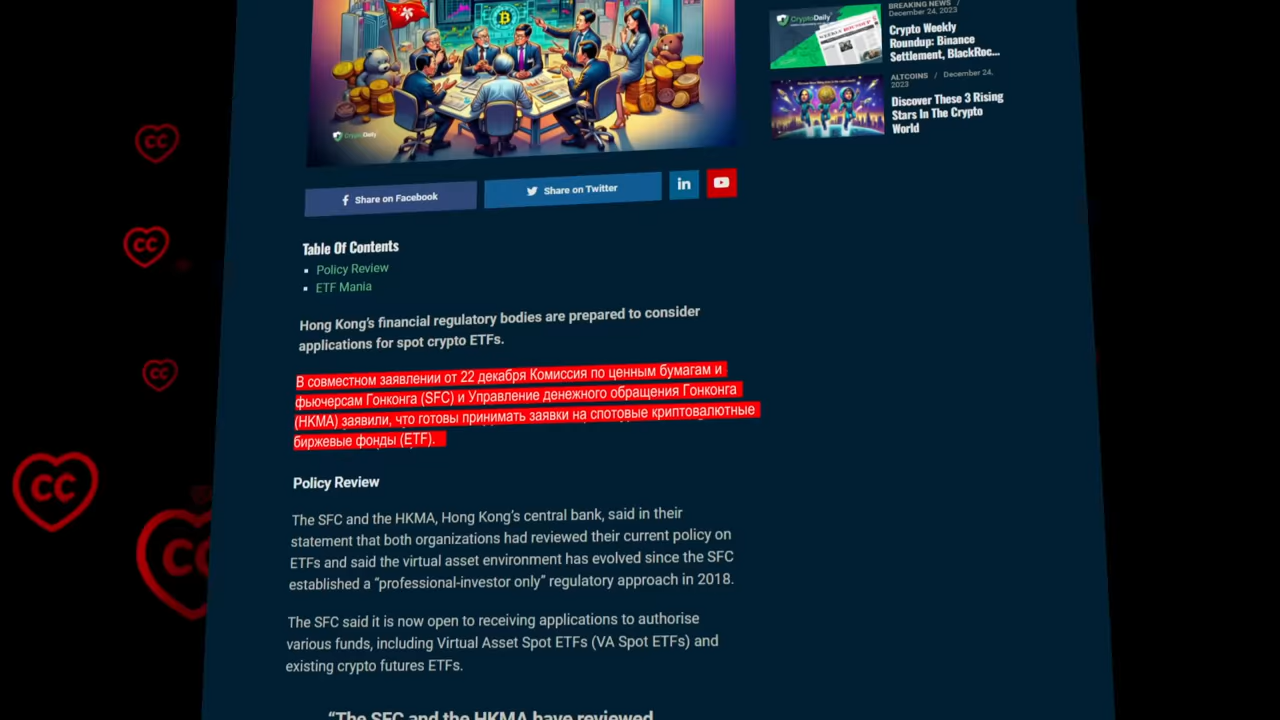 CryptoDaily
Share on Facebook
Share on Twitter
in
Table Of Contents
Policy Review
ETF Mania
Hong Kong’s financial regulatory bodies are prepared to consider
applications for spot crypto ETFs.
В совместном заявлении от 22 декабря Комиссия по ценным бумагам и
фьючерсам Гонконга (SFC) и Управление денежного обращения Гонконга
(HKMA) заявили, что готовы принимать заявки на спотовые криптовалютные
биржевые фонды (ETF).
Policy Review
The SFC and the HKMA, Hong Kong’s central bank, said in their
statement that both organizations had reviewed their current policy on
ETFs and said the virtual asset environment has evolved since the SFC
established a “professional-investor only” regulatory approach in 2018.
The SFC said it is now open to receiving applications to authorise
various funds, including Virtual Asset Spot ETFs (VA Spot ETFs) and
existing crypto futures ETFs.
“The SFC and the HKMA have reviewed
CryptoDaily
BREAKING NEWS /
December 24, 2023
Crypto Weekly
Roundup: Binance
Settlement, BlackRoc...
ALTCOINS / December 24,
2023
Discover These 3 Rising
Stars In The Crypto
World
CC
CC
CC
CC
CC